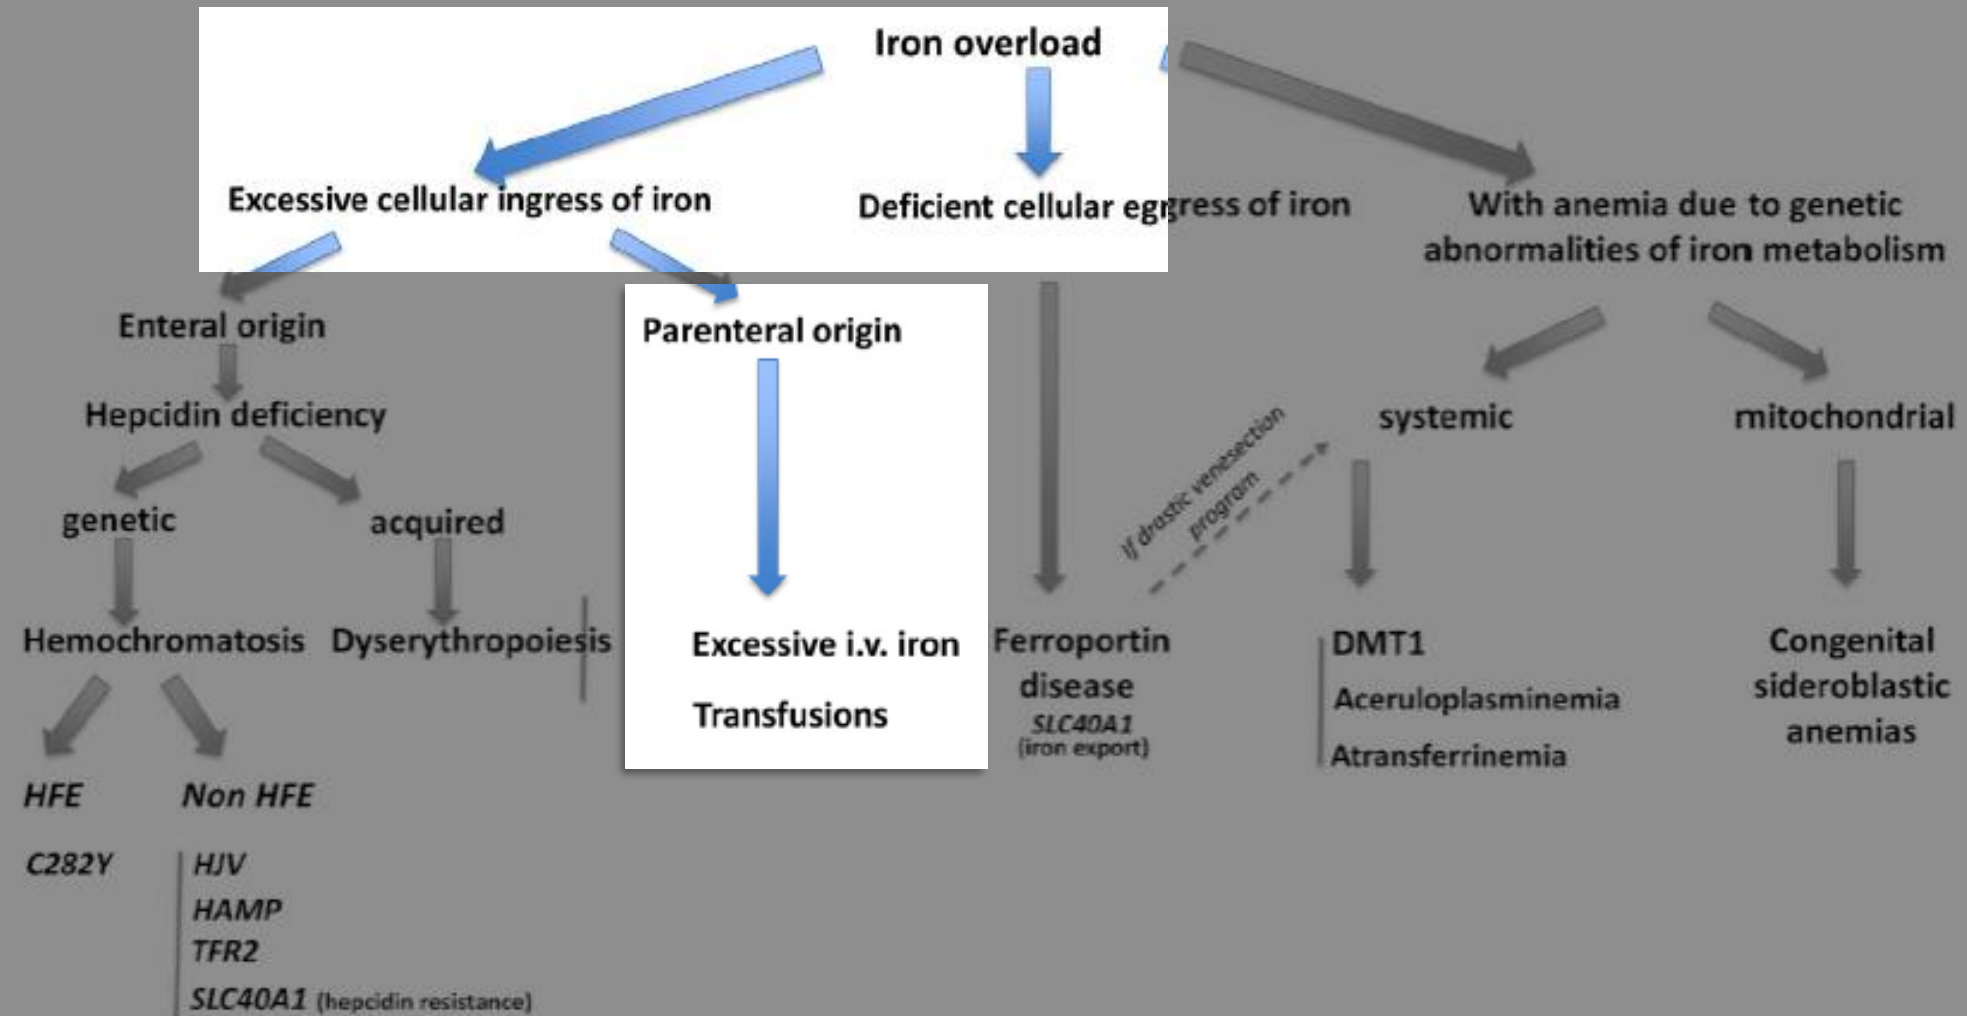 Iron overload
Excessive cellular ingress of iron
Deficient cellular egrgress of iron
With anemia due to genetic
abnormalities of iron metabolism
Enteral origin
Parenteral origin
Hepcidin deficiency
systemic
mitochondrial
If drastic venesection
program
genetic
acquired
Hemochromatosis
Dyserythropoiesis
Excessive i.v. iron
Transfusions
Ferroportin
disease
SLC40A1
(iron export)
DMT1
Aceruloplasminemia
Atransferrinemia
Congenital
sideroblastic
anemias
HFE
Non HFE
C282Y
HJV
HAMP
TFR2
SLC40A1 (hepcidin resistance)